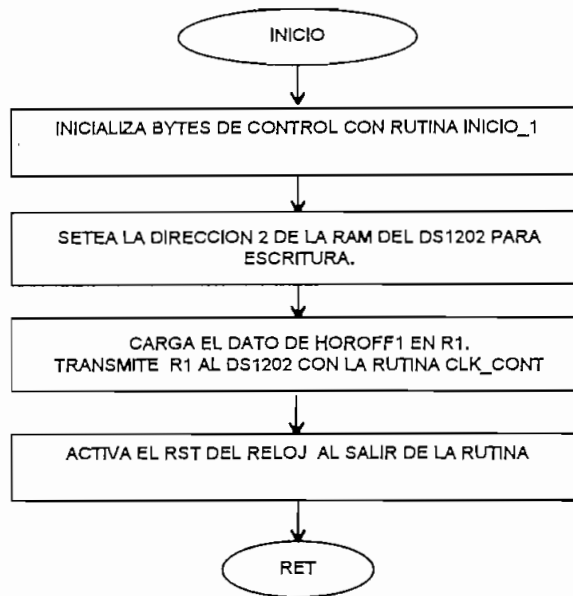 INICIO
INICIALIZA BYTES DE CONTROL CON RUTINA INICIO_1
SETEA LA DIRECCION 2 DE LA RAM DEL DS1202 PARA
ESCRITURA.
CARGA EL DATO DE HOROFF1 EN R1.
TRANSMITE R1 AL DS1202 CON LA RUTINA CLK_CONT
ACTIVA EL RST DEL RELOJ AL SALIR DE LA RUTINA
RET